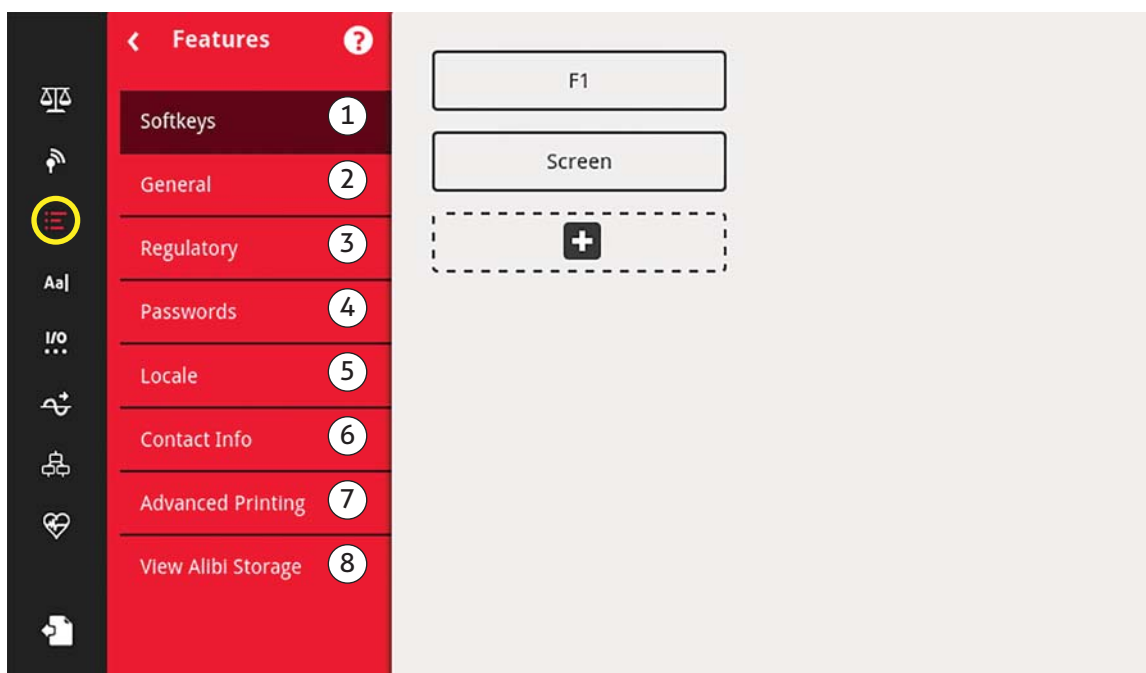 Features
?
Softkeys 1
General 2
Regulatory 3
Passwords 4
Locale 5
Contact Info 6
Advanced Printing 7
View Alibi Storage 8
Aa|
I/O
F1
Screen